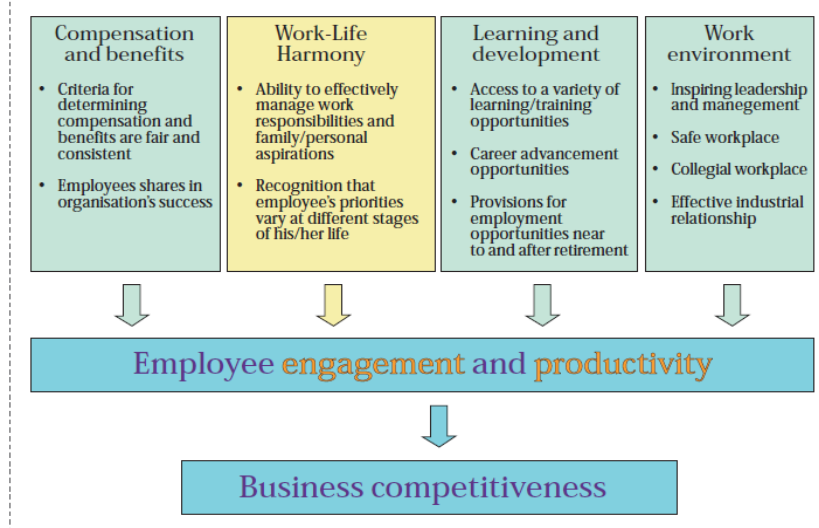 Compensation
and benefits
• Criteria for
determining
compensation and
benefits are fair and
consistent
• Employees shares in
organisation's success
Work-Life
Harmony
• Ability to effectively
manage work
responsibilities and
family/personal
aspirations
• Recognition that
employee's priorities
vary at different stages
of his/her life
Learning and
development
• Access to a variety of
learning/training
opportunities
• Career advancement
opportunities
• Provisions for
employment
opportunities near
to and after retirement
Work
environment
• Inspiring leadership
and manegement
• Safe workplace
• Collegial workplace
• Effective industrial
relationship
Employee engagement and productivity
Business competitiveness